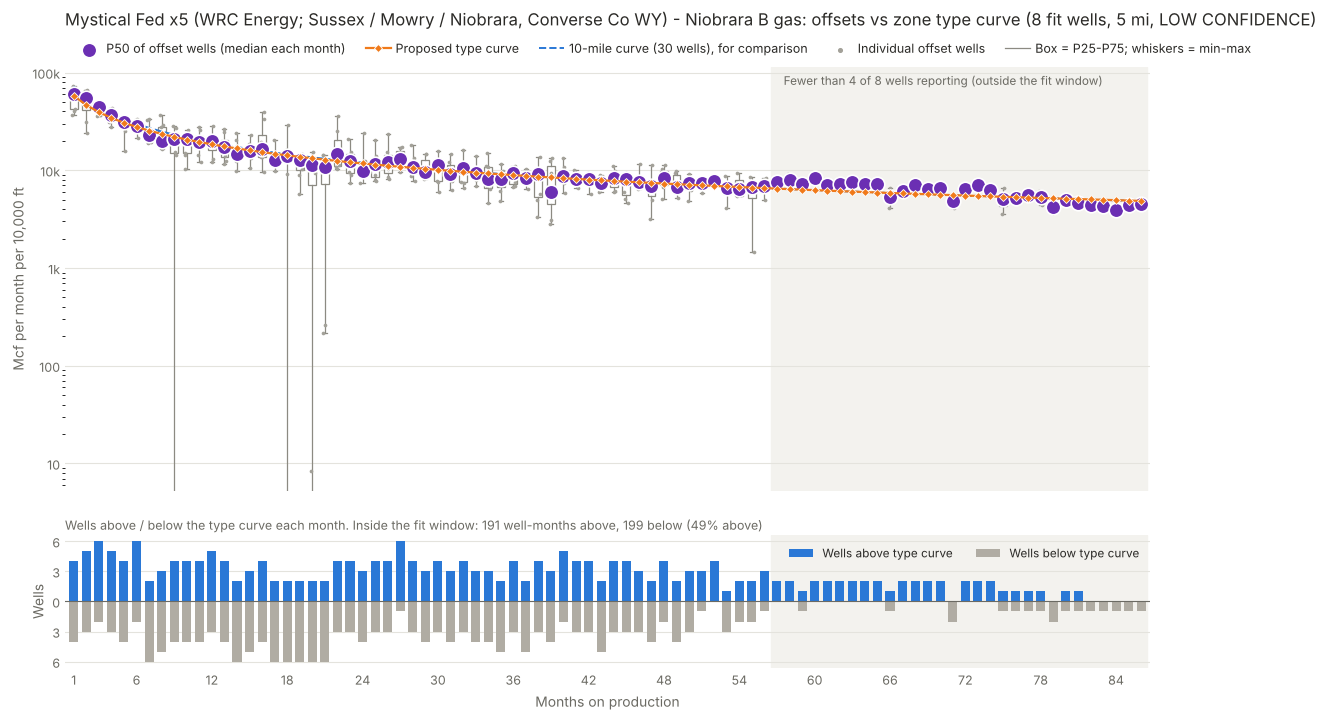 Mystical Fed x5 (WRC Energy; Sussex / Mowry / Niobrara, Converse Co WY) - Niobrara B gas: offsets vs zone type curve (8 fit wells, 5 mi, LOW CONFIDENCE)
P50 of offset wells (median each month) Proposed type curve 10-mile curve (30 wells), for comparison Individual offset wells Box = P25-P75; whiskers = min-max
Fewer than 4 of 8 wells reporting (outside the fit window)
100k
10k
1k
100
10
Mcf per month per 10,000 ft
Wells above / below the type curve each month. Inside the fit window: 191 well-months above, 199 below (49% above)
Wells above type curve Wells below type curve
6
3
0
3
6
Wells
1 6 12 18 24 30 36 42 48 54 60 66 72 78 84
Months on production